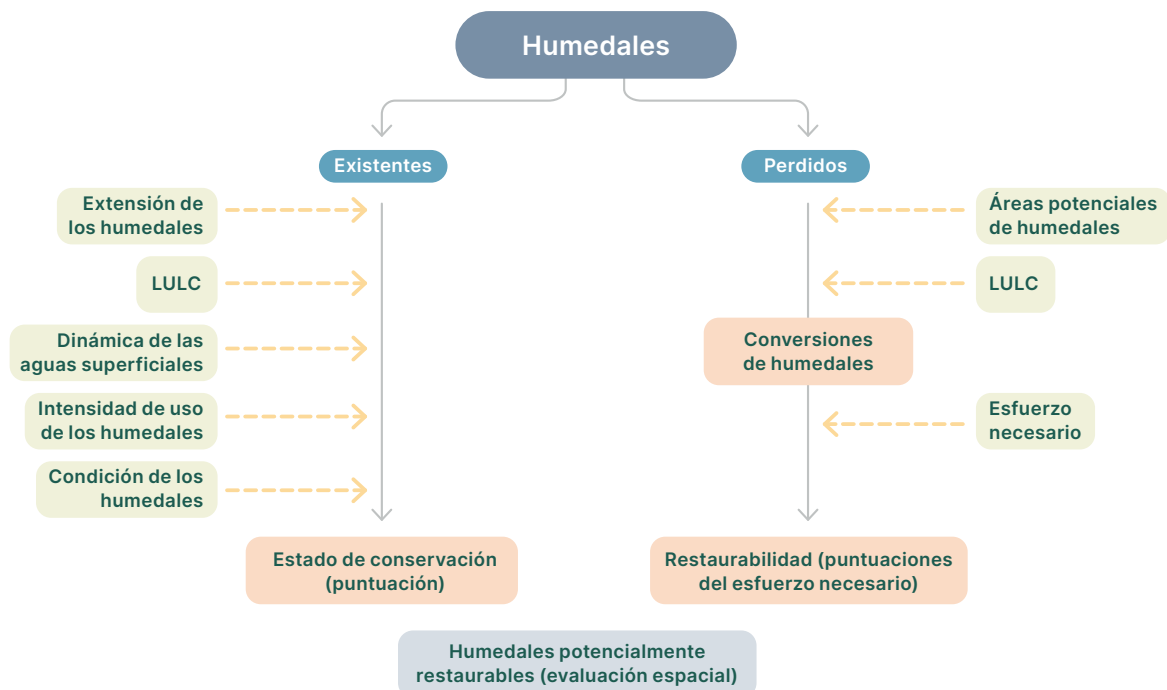 Humedales
Existentes
Perdidos
Extensión de
los humedales
LULC
Dinámica de las
aguas superficiales
Intensidad de uso
de los humedales
Condición de los
humedales
Áreas potenciales
de humedales
LULC
Conversiones
de humedales
Esfuerzo
necesario
Estado de conservación
(puntuación)
Restaurabilidad (puntuaciones
del esfuerzo necesario)
Humedales potencialmente
restaurables (evaluación espacial)